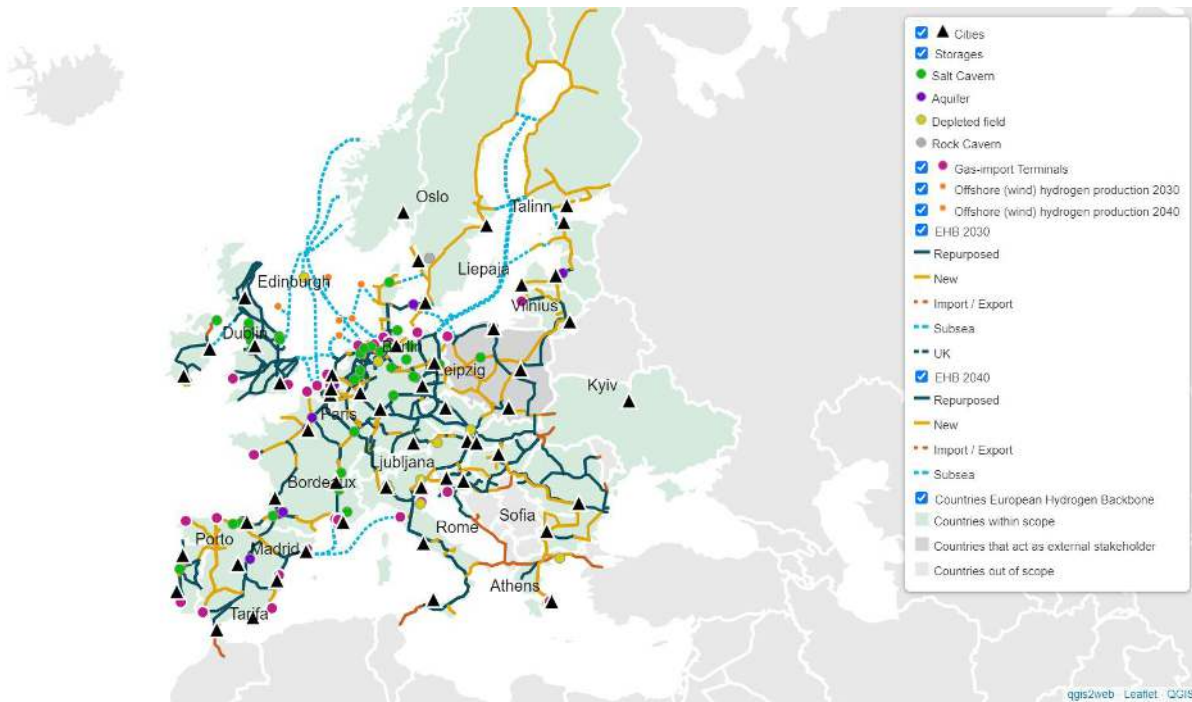 Cities
Storages
Salt Cavern
Aquifer
Depleted field
Rock Cavern
Gas-import Terminals
Offshore (wind) hydrogen production 2030
Offshore (wind) hydrogen production 2040
EHB 2030
Repurposed
New
Import / Export
Subsea
UK
EHB 2040
Repurposed
New
Import / Export
Subsea
Countries European Hydrogen Backbone
Countries within scope
Countries that act as external stakeholder
Countries out of scope
Oslo
Talinn
Edinburgh
Liepaja
Dublin
Vilnius
Berlin
Leipzig
Kyiv
Paris
Ljubljana
Bordeaux
Rome
Sofia
Porto
Madrid
Athens
Tarifa
qgis2web · Leaflet · QGIS